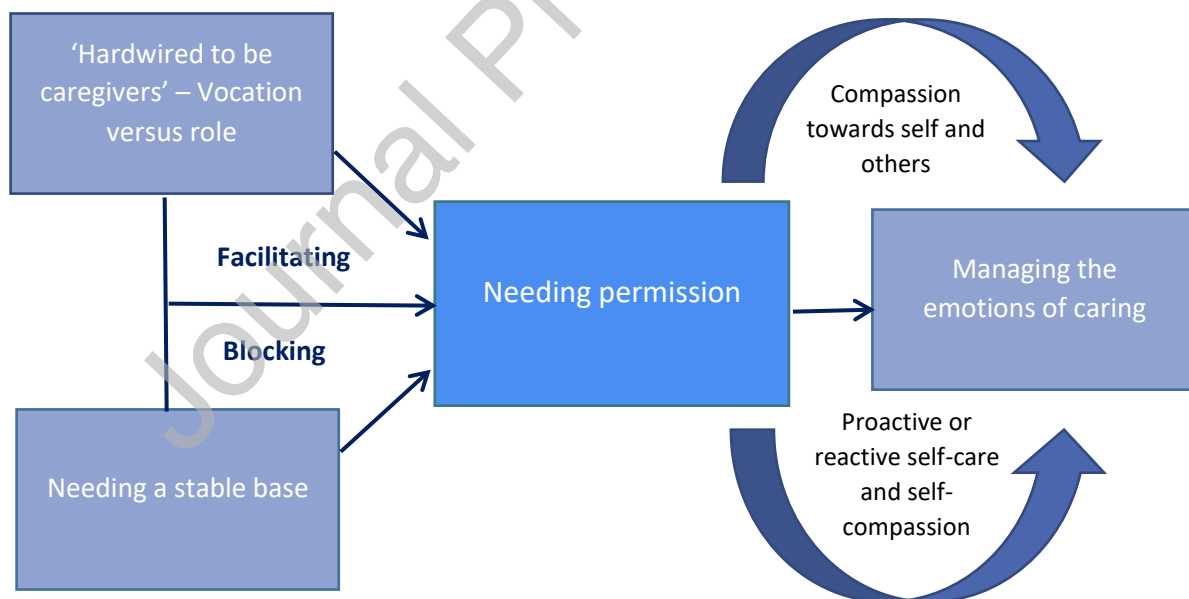 ‘Hardwired to be
caregivers’ – Vocation
versus role
Facilitating
Blocking
Needing a stable base
Needing permission
Compassion
towards self and
others
Managing the
emotions of caring
Proactive or
reactive self-care
and self-
compassion
Journal Pr